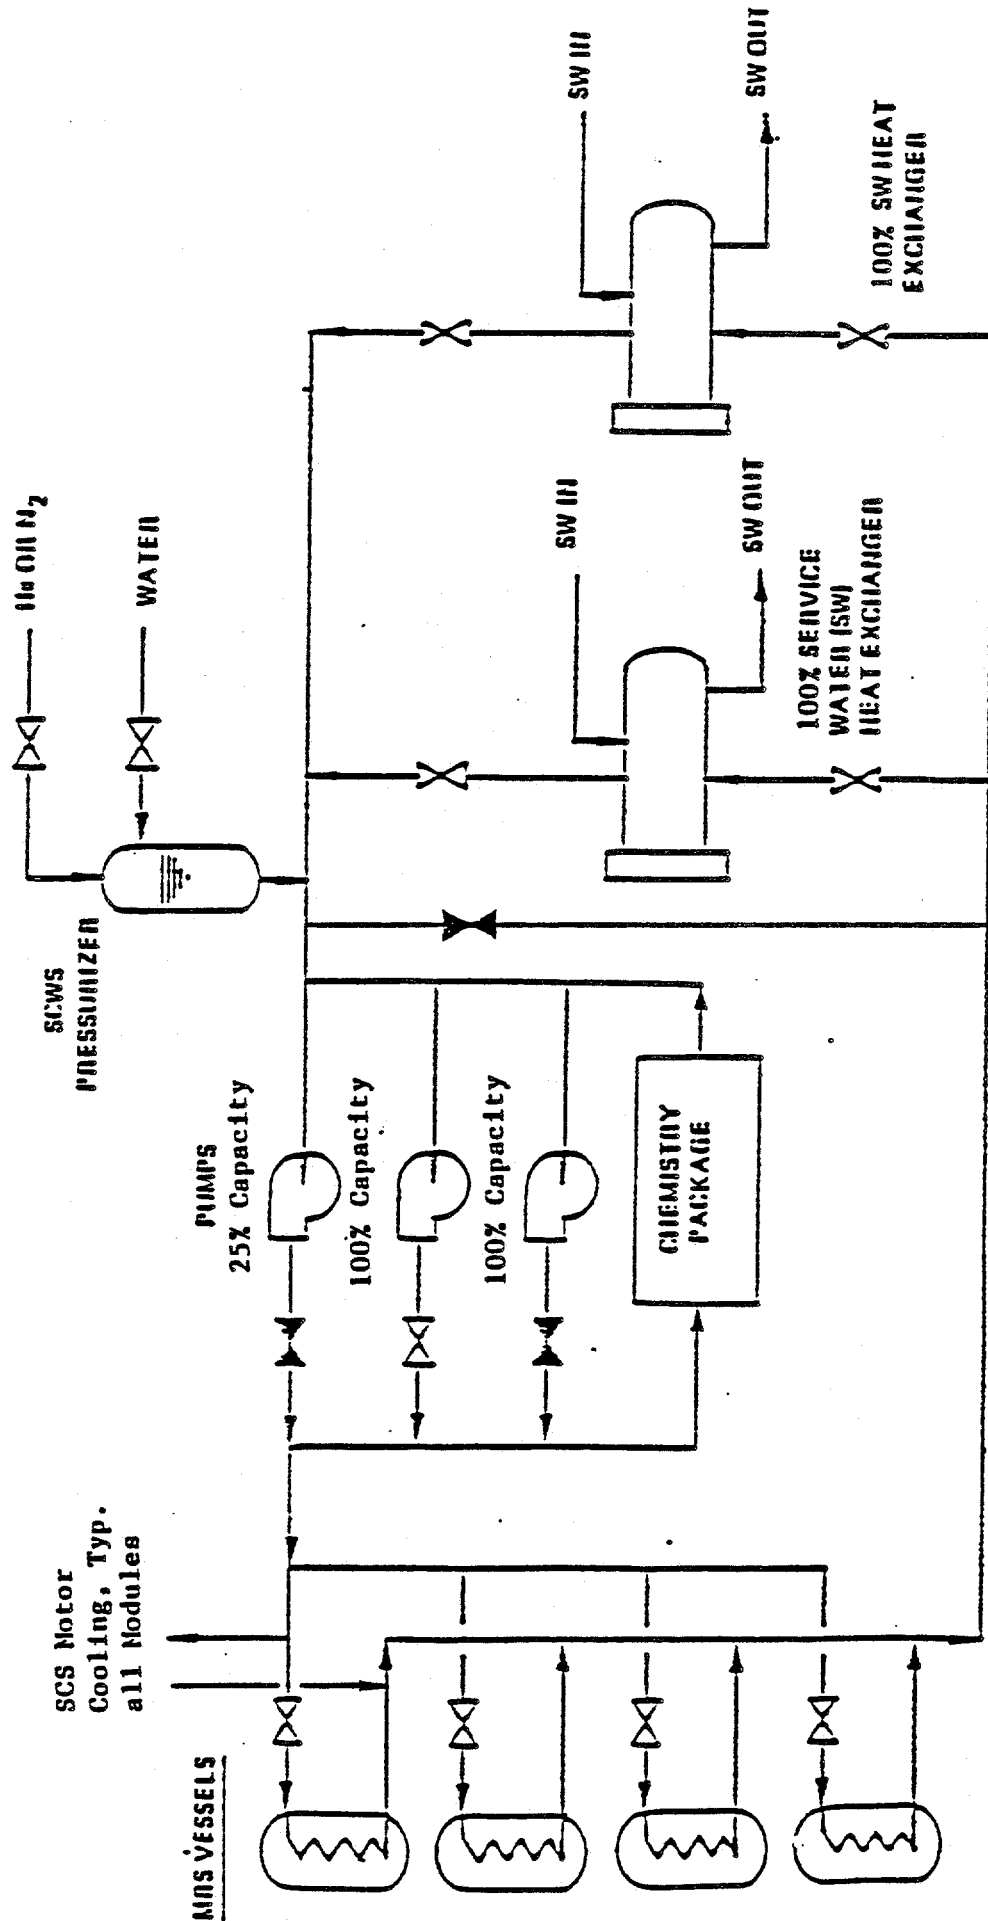 SCWS
PRESSURIZER
He OR N2
WATER
SW IN
SW OUT
100% SW HEAT
EXCHANGER
SW IN
SW OUT
100% SERVICE
WATER (SW)
HEAT EXCHANGER
PUMPS
25% Capacity
100% Capacity
100% Capacity
CHEMISTRY
PACKAGE
SCS Motor
Cooling, Typ.
all Modules
VESSELS